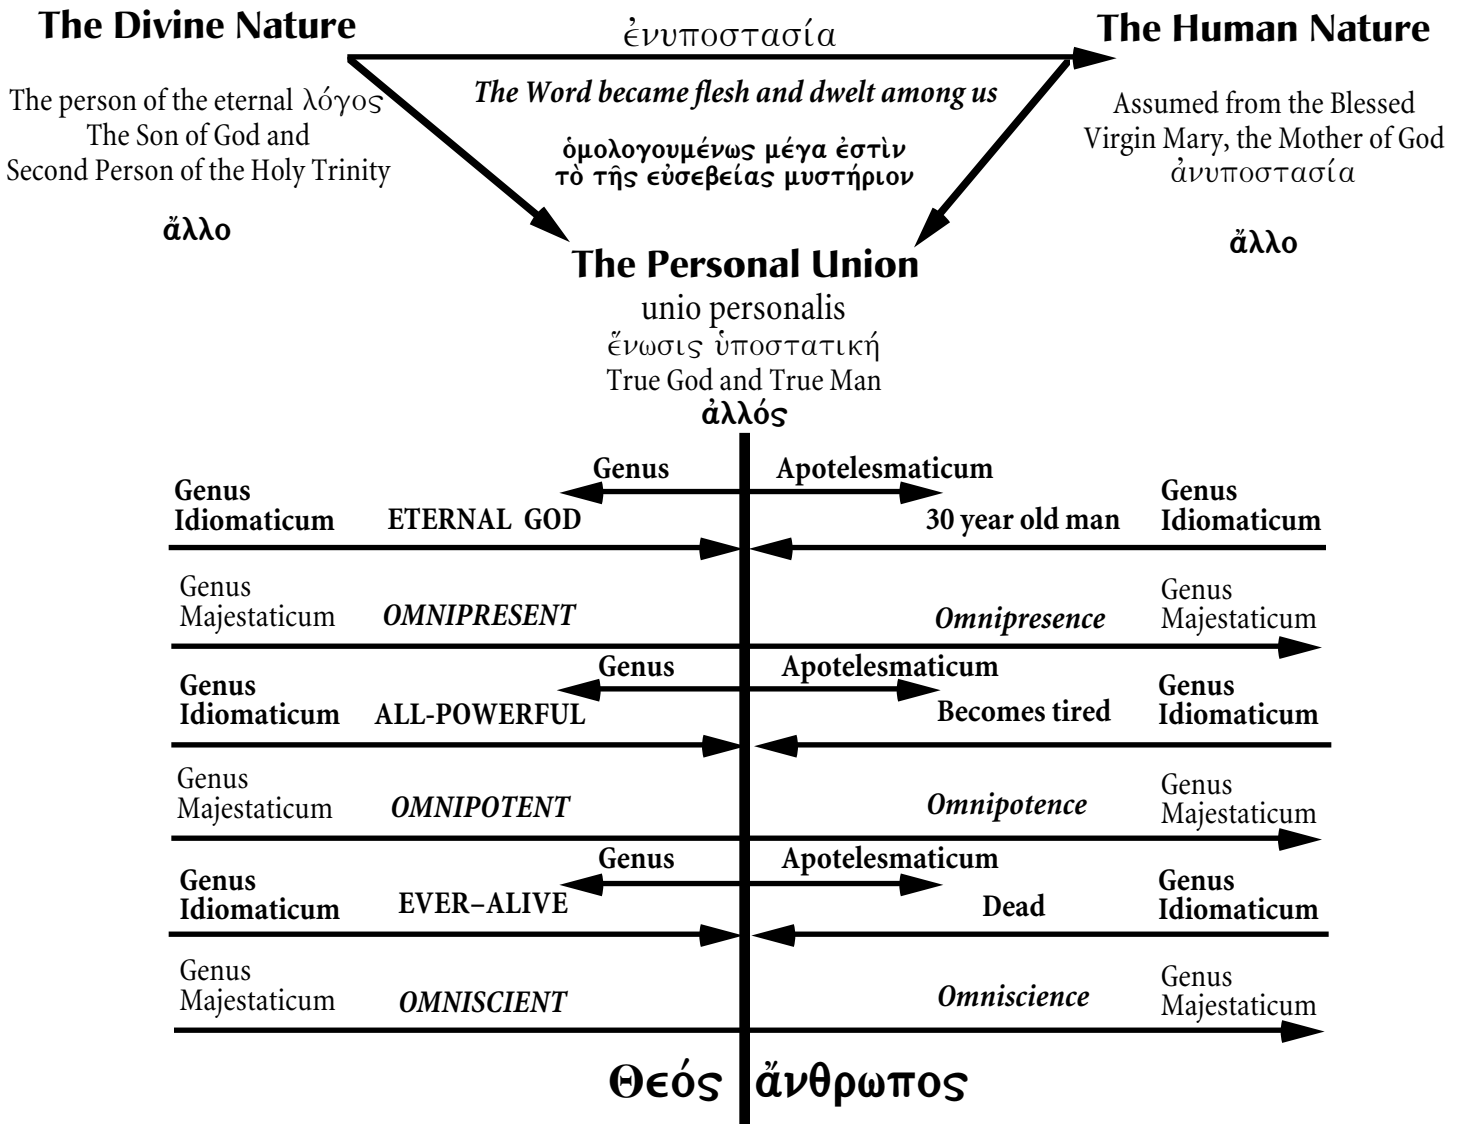 The Divine Nature
ἐνυποστασία
The Human Nature
The Word became flesh and dwelt among us
The person of the eternal λόγος
The Son of God and
Second Person of the Holy Trinity
ἄλλο
ὁμολογουμένως μέγα ἐστὶν
τὸ τῆς εὐσεβείας μυστήριον
Assumed from the Blessed
Virgin Mary, the Mother of God
ἀνυποστασία
ἄλλο
The Personal Union
unio personalis
ἕνωσις ὑποστατική
True God and True Man
ἀλλός
Genus Apotelesmaticum
Genus
Idiomaticum
ETERNAL GOD
30 year old man
Genus
Idiomaticum
Genus
Majestaticum
OMNIPRESENT
Omnipresence
Genus
Majestaticum
Genus Apotelesmaticum
Genus
Idiomaticum
ALL-POWERFUL
Becomes tired
Genus
Idiomaticum
Genus
Majestaticum
OMNIPOTENT
Omnipotence
Genus
Majestaticum
Genus Apotelesmaticum
Genus
Idiomaticum
EVER–ALIVE
Dead
Genus
Idiomaticum
Genus
Majestaticum
OMNISCIENT
Omniscience
Genus
Majestaticum
Θεός ἄνθρωπος